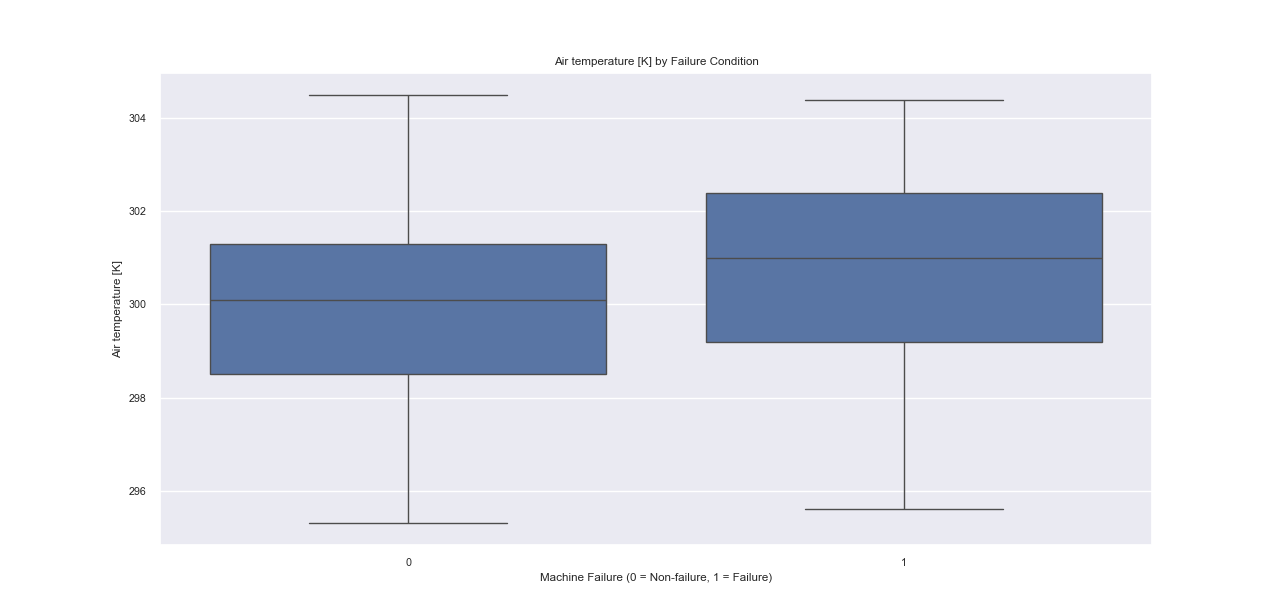 Air temperature [K] by Failure Condition
304
302
300
298
296
Air temperature [K]
0
1
Machine Failure (0 = Non-failure, 1 = Failure)